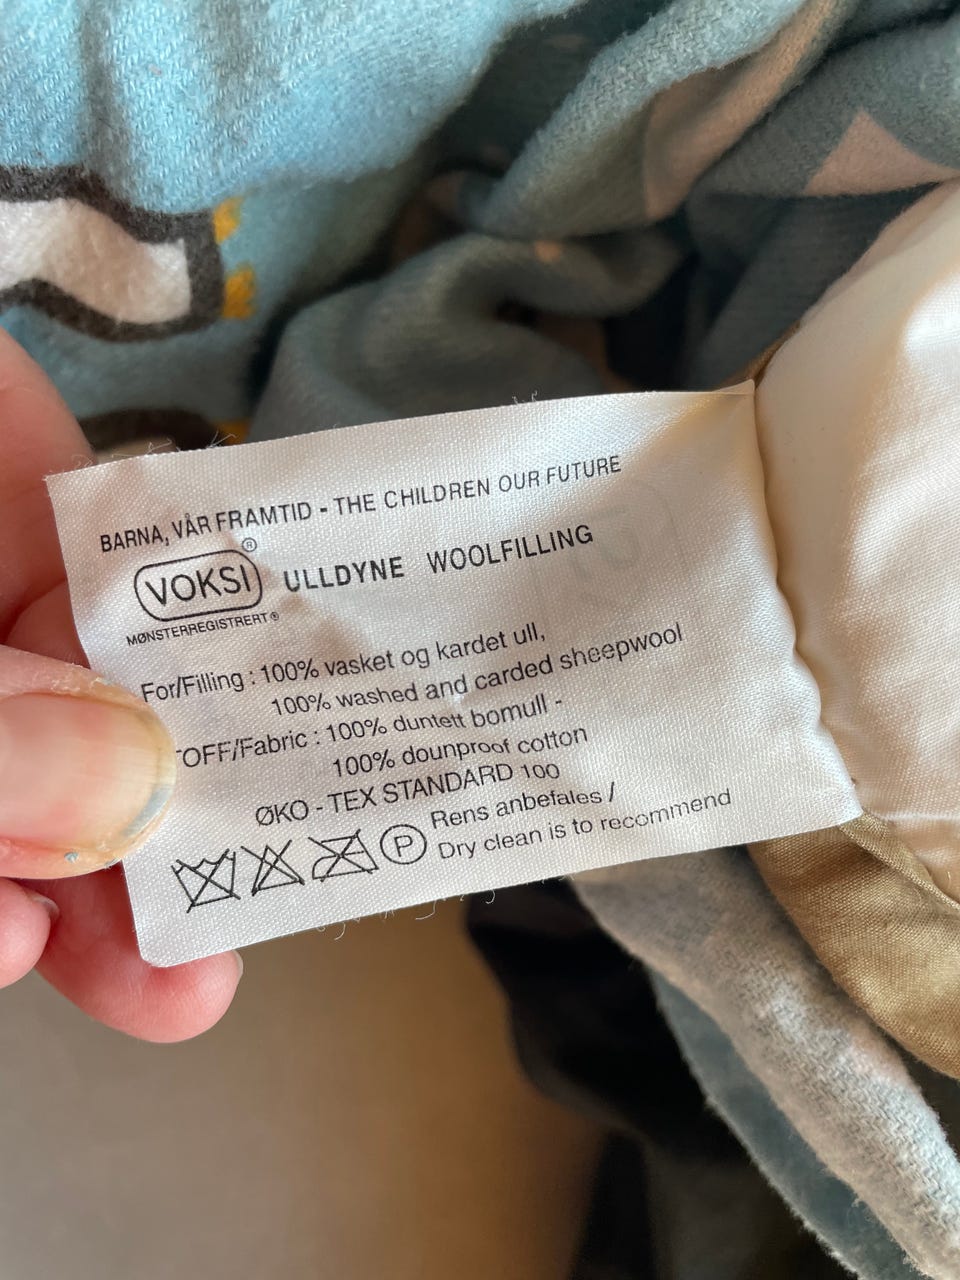 BARNA, VÅR FRAMTID - THE CHILDREN OUR FUTURE
VOKSI® ULLDYNE WOOLFILLING
MØNSTERREGISTRERT®
For/Filling : 100% vasket og kardet ull,
100% washed and carded sheepwool
TOFF/Fabric : 100% duntett bomull -
100% dounproof cotton
ØKO - TEX STANDARD 100
P Rens anbefales /
Dry clean is to recommend